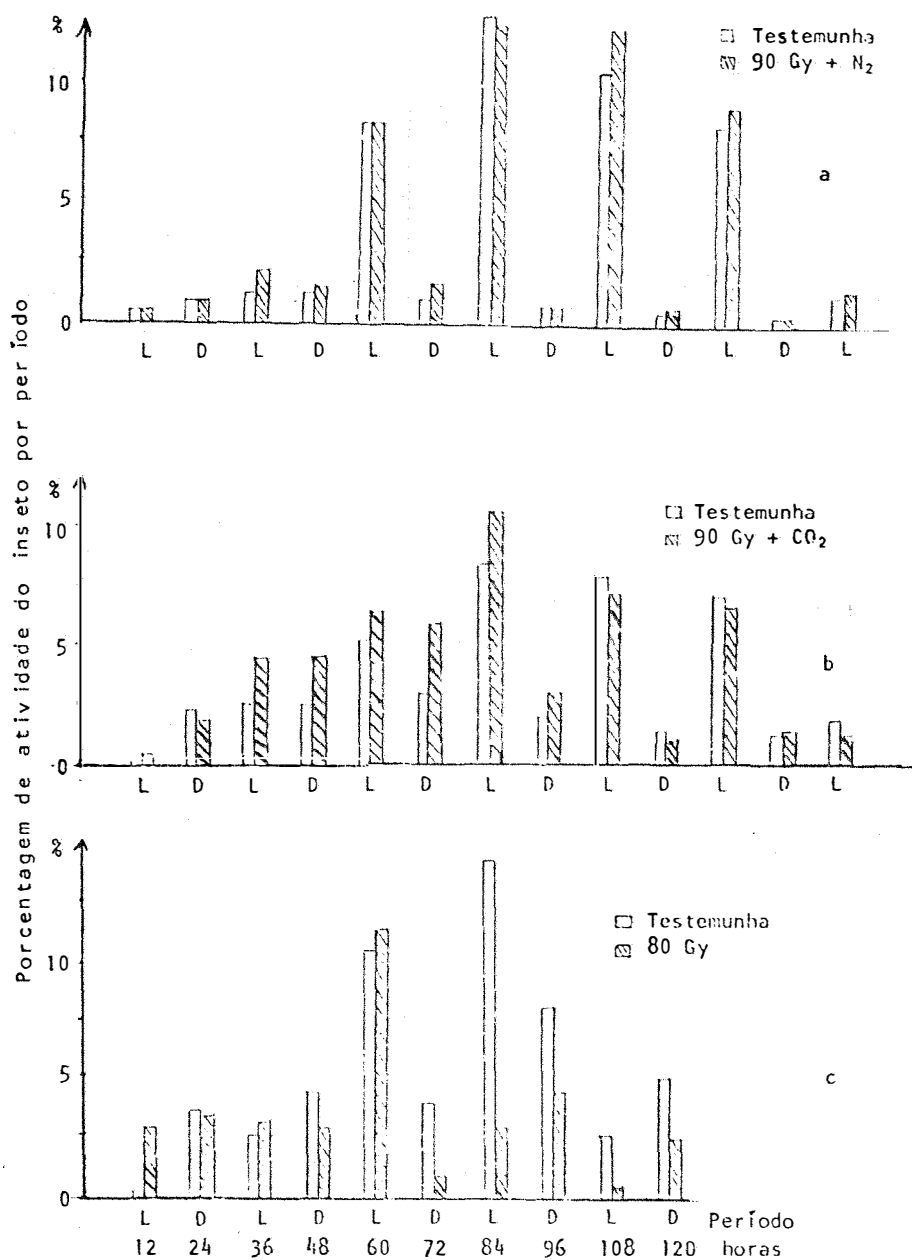 Porcentagem de atividade do inseto por período
%
Testemunha
90 Gy + N₂
10
5
0
a
L D L D L D L D L D L D L
%
Testemunha
90 Gy + CO₂
10
5
0
b
L D L D L D L D L D L D L
%
Testemunha
80 Gy
10
5
0
c
L D L D L D L D L D Período
12 24 36 48 60 72 84 96 108 120 horas